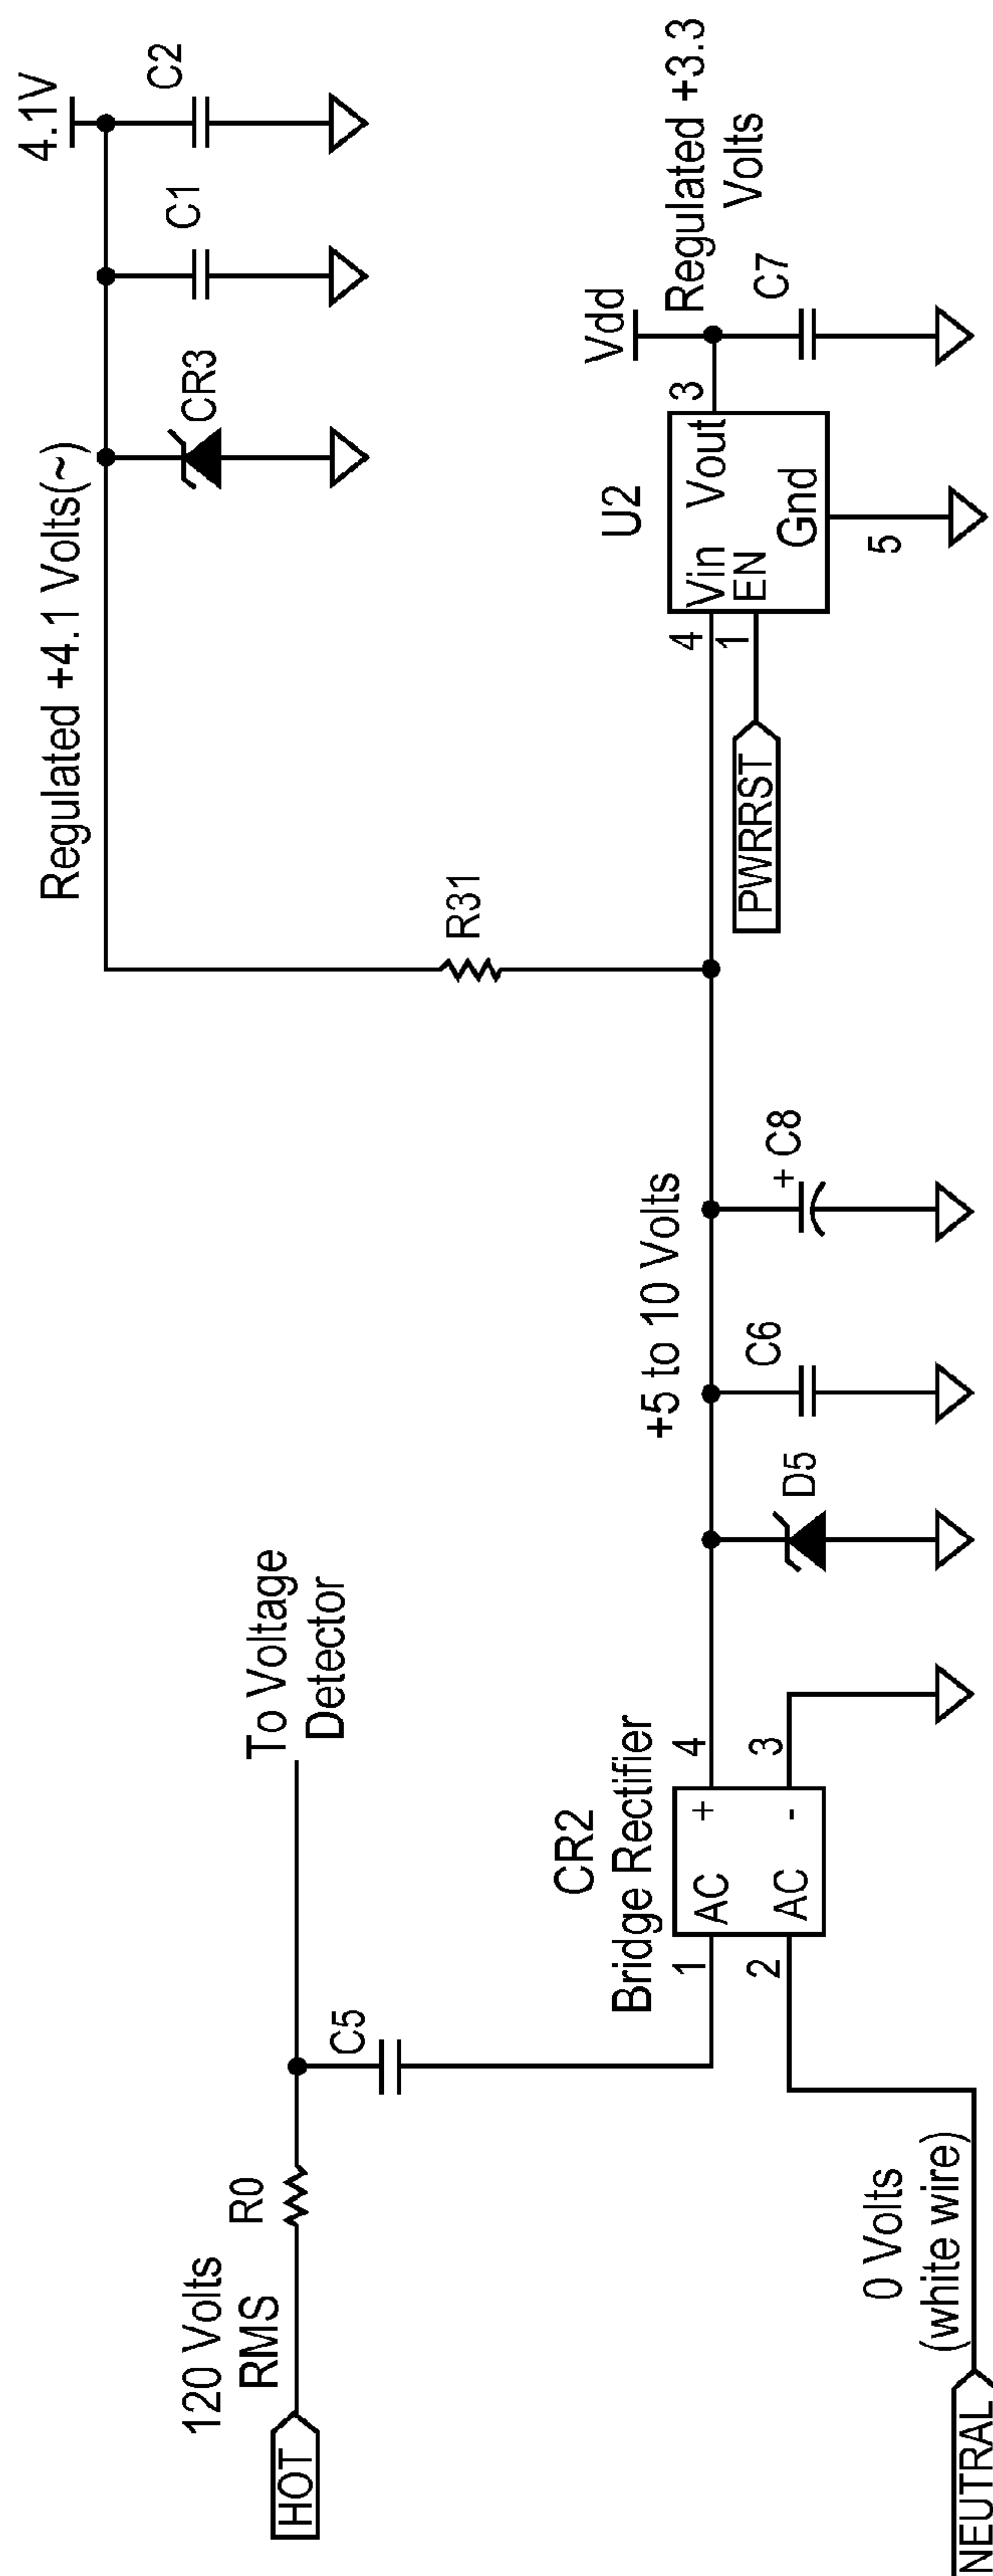 120 Volts
RMS
HOT
R0
C5
To Voltage
Detector
0 Volts
(white wire)
NEUTRAL
CR2
Bridge Rectifier
1
AC
+
4
2
AC
-
3
D5
C6
+5 to 10 Volts
+
C8
R31
PWRRST
U2
4
Vin
Vout
3
1
EN
Gnd
5
Vdd
Regulated +3.3
Volts
C7
Regulated +4.1 Volts(~)
CR3
C1
C2
4.1V